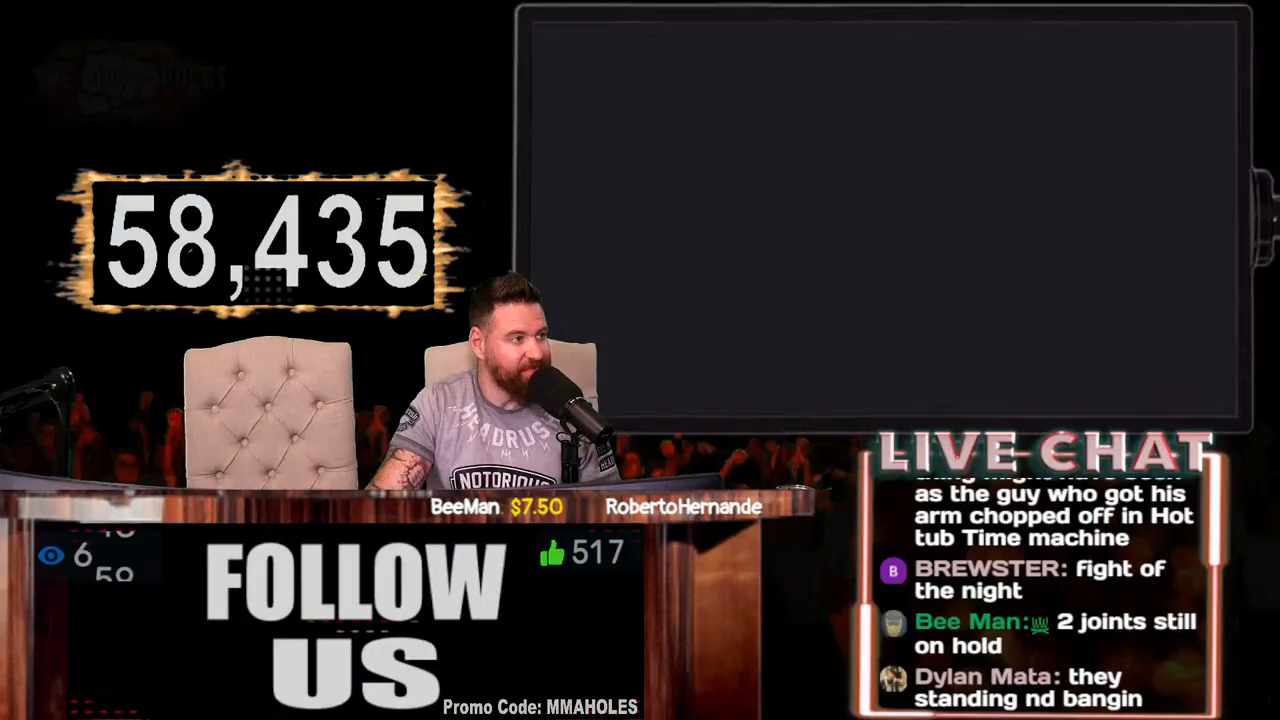 58,435
HEADRUSH
NOTORIOUS
BeeMan $7.50 RobertoHernande
6
59
517
FOLLOW
US
Promo Code: MMAHOLES
LIVE CHAT
as the guy who got his
arm chopped off in Hot
tub Time machine
B BREWSTER: fight of
the night
Bee Man: 2 joints still
on hold
Dylan Mata: they
standing nd bangin